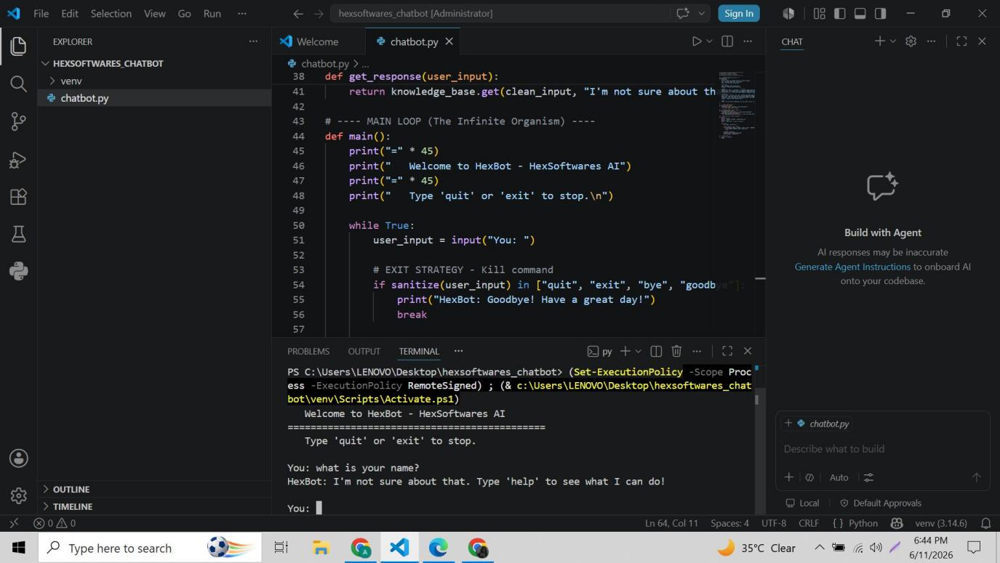 File Edit Selection View Go Run ···
hexsoftwares_chatbot [Administrator]
Sign In
EXPLORER ···
HEXSOFTWARES_CHATBOT
venv
chatbot.py
OUTLINE
TIMELINE
Welcome
chatbot.py
chatbot.py > ...
38 def get_response(user_input):
41 return knowledge_base.get(clean_input, "I'm not sure about th
42
43 # ---- MAIN LOOP (The Infinite Organism) ----
44 def main():
45 print("=" * 45)
46 print("   Welcome to HexBot - HexSoftwares AI")
47 print("=" * 45)
48 print("   Type 'quit' or 'exit' to stop.\n")
49
50 while True:
51 user_input = input("You: ")
52
53 # EXIT STRATEGY - Kill command
54 if sanitize(user_input) in ["quit", "exit", "bye", "goodbye"]:
55 print("HexBot: Goodbye! Have a great day!")
56 break
57
PROBLEMS OUTPUT TERMINAL ···
py
PS C:\Users\LENOVO\Desktop\hexsoftwares_chatbot> (Set-ExecutionPolicy -Scope Proc
ess -ExecutionPolicy RemoteSigned) ; (& c:\Users\LENOVO\Desktop\hexsoftwares_chat
bot\venv\Scripts\Activate.ps1)
Welcome to HexBot - HexSoftwares AI
=============================================
Type 'quit' or 'exit' to stop.
You: what is your name?
HexBot: I'm not sure about that. Type 'help' to see what I can do!
You:
CHAT
Build with Agent
AI responses may be inaccurate
Generate Agent Instructions to onboard AI
onto your codebase.
chatbot.py
Describe what to build
Auto
Local Default Approvals
0 0
Ln 64, Col 11 Spaces: 4 UTF-8 CRLF { } Python venv (3.14.6)
Type here to search
35°C Clear
6:44 PM
6/11/2026